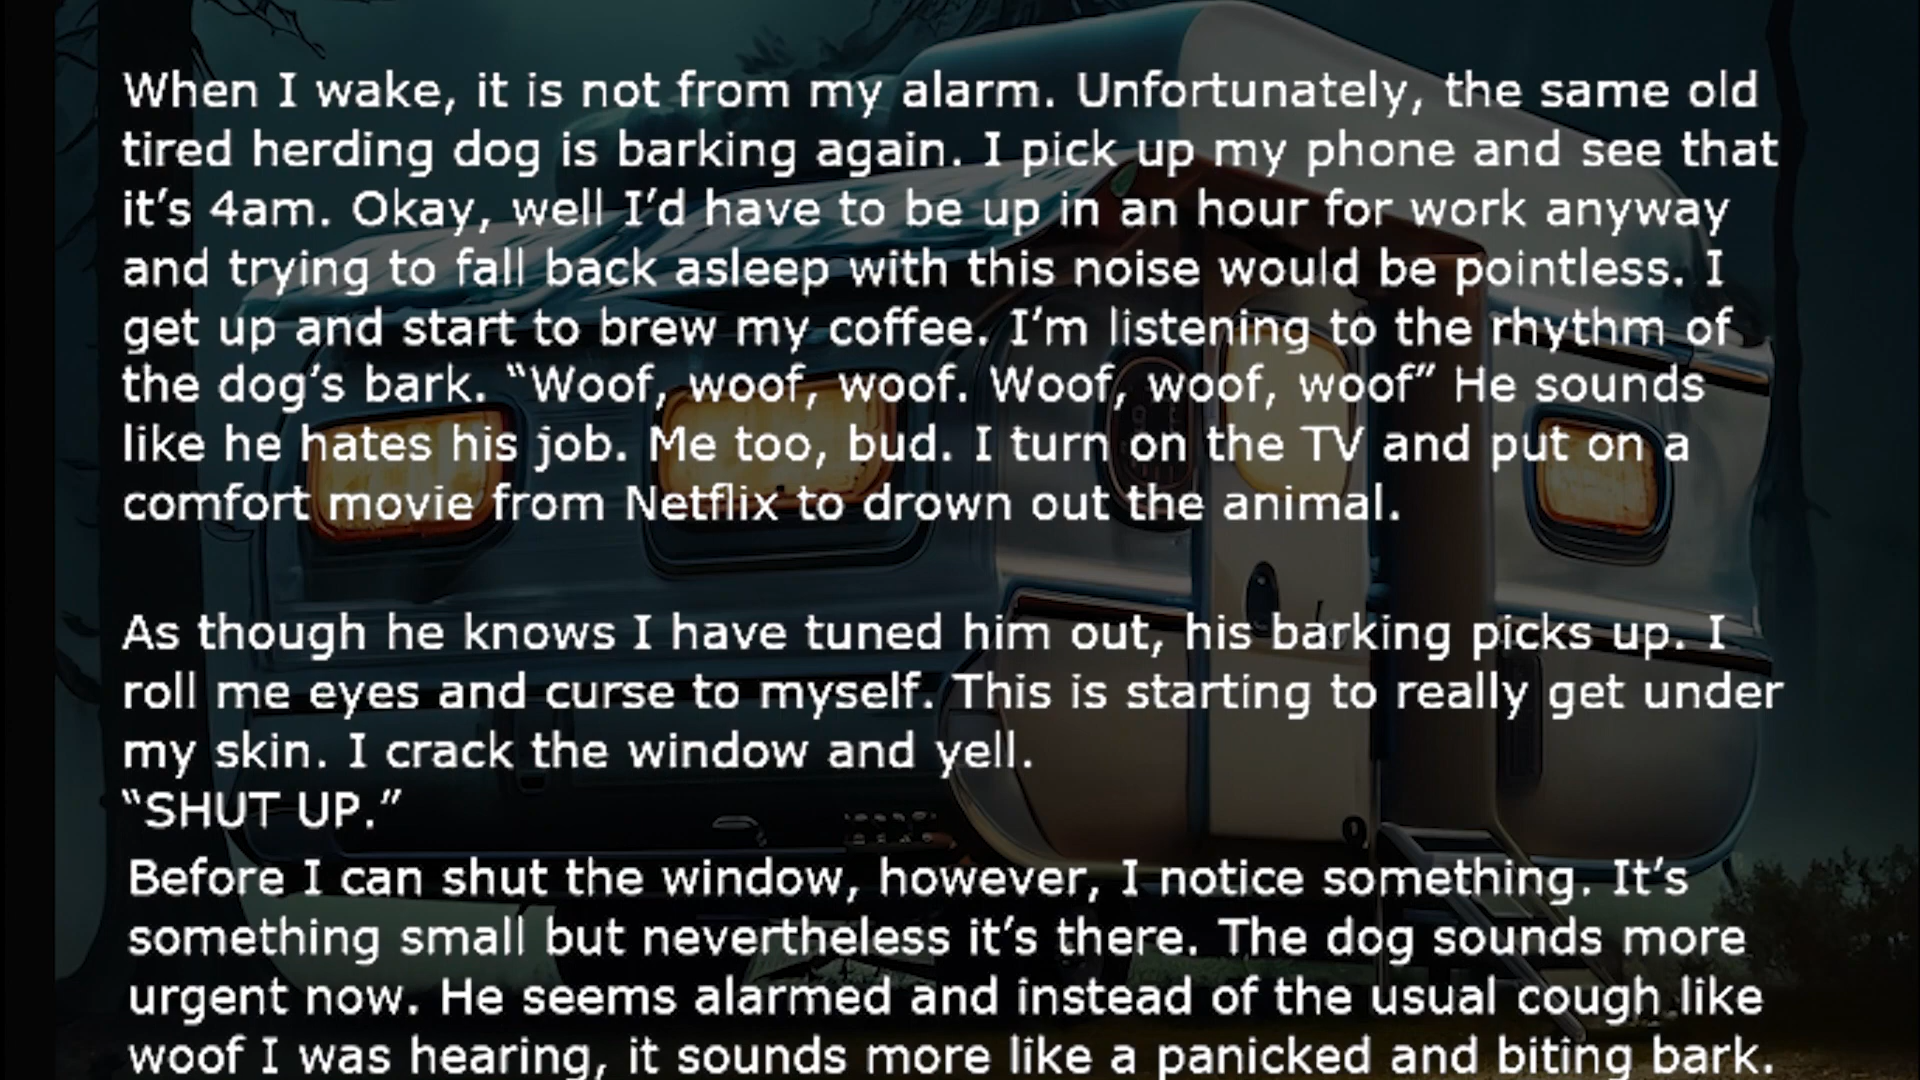 When I wake, it is not from my alarm. Unfortunately, the same old
tired herding dog is barking again. I pick up my phone and see that
it’s 4am. Okay, well I’d have to be up in an hour for work anyway
and trying to fall back asleep with this noise would be pointless. I
get up and start to brew my coffee. I’m listening to the rhythm of
the dog’s bark. “Woof, woof, woof. Woof, woof, woof” He sounds
like he hates his job. Me too, bud. I turn on the TV and put on a
comfort movie from Netflix to drown out the animal.
As though he knows I have tuned him out, his barking picks up. I
roll me eyes and curse to myself. This is starting to really get under
my skin. I crack the window and yell.
“SHUT UP.”
Before I can shut the window, however, I notice something. It’s
something small but nevertheless it’s there. The dog sounds more
urgent now. He seems alarmed and instead of the usual cough like
woof I was hearing, it sounds more like a panicked and biting bark.